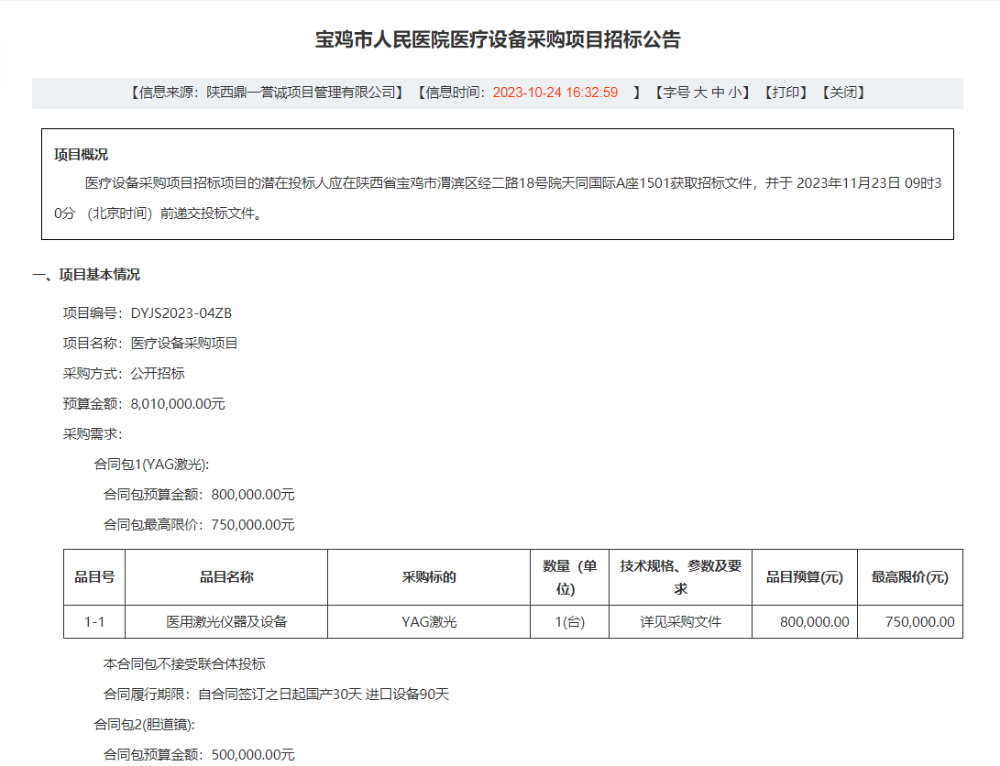 宝鸡市人民医院医疗设备采购项目招标公告
【信息来源：陕西鼎一誉诚项目管理有限公司】 【信息时间：2023-10-24 16:32:59 】 【字号 大 中 小】 【打印】 【关闭】
项目概况
医疗设备采购项目招标项目的潜在投标人应在陕西省宝鸡市渭滨区经二路18号院天同国际A座1501获取招标文件，并于 2023年11月23日 09时3
0分 （北京时间）前递交投标文件。
一、项目基本情况
项目编号：DYJS2023-04ZB
项目名称：医疗设备采购项目
采购方式：公开招标
预算金额：8,010,000.00元
采购需求：
合同包1(YAG激光):
合同包预算金额：800,000.00元
合同包最高限价：750,000.00元
品目号 品目名称 采购标的 数量（单位） 技术规格、参数及要求 品目预算(元) 最高限价(元)
1-1 医用激光仪器及设备 YAG激光 1(台) 详见采购文件 800,000.00 750,000.00
本合同包不接受联合体投标
合同履行期限：自合同签订之日起国产30天 进口设备90天
合同包2(胆道镜):
合同包预算金额：500,000.00元